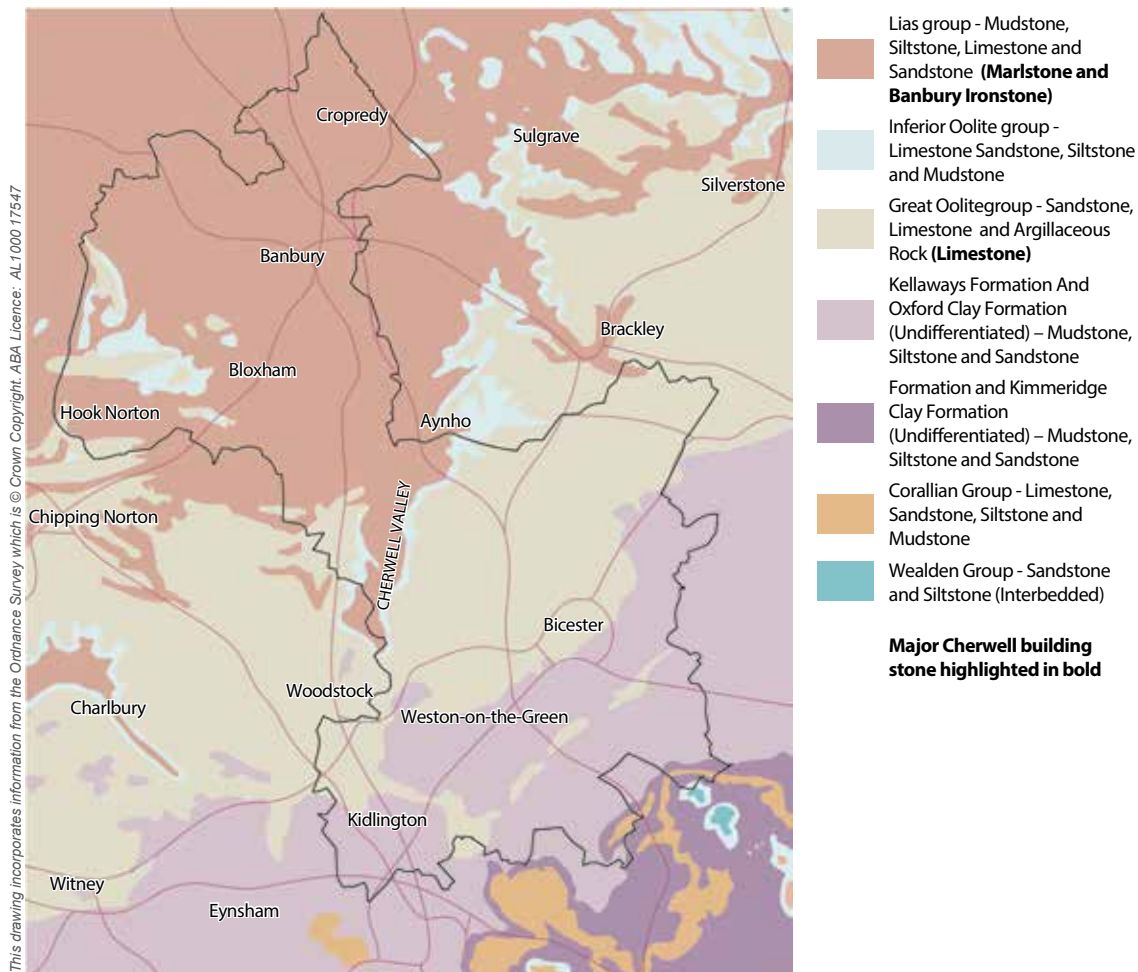 This drawing incorporates information from the Ordnance Survey which is © Crown Copyright. ABA Licence: AL1000 17547
Cropredy
Sulgrave
Silverstone
Banbury
Brackley
Bloxham
Hook Norton
Aynho
Chipping Norton
CHERWELL VALLEY
Bicester
Woodstock
Weston-on-the-Green
Charlbury
Kidlington
Witney
Eynsham
Lias group - Mudstone,
Siltstone, Limestone and
Sandstone (Marlstone and
Banbury Ironstone)
Inferior Oolite group -
Limestone Sandstone, Siltstone
and Mudstone
Great Oolitegroup - Sandstone,
Limestone and Argillaceous
Rock (Limestone)
Kellaways Formation And
Oxford Clay Formation
(Undifferentiated) – Mudstone,
Siltstone and Sandstone
Formation and Kimmeridge
Clay Formation
(Undifferentiated) – Mudstone,
Siltstone and Sandstone
Corallian Group - Limestone,
Sandstone, Siltstone and
Mudstone
Wealden Group - Sandstone
and Siltstone (Interbedded)
Major Cherwell building
stone highlighted in bold